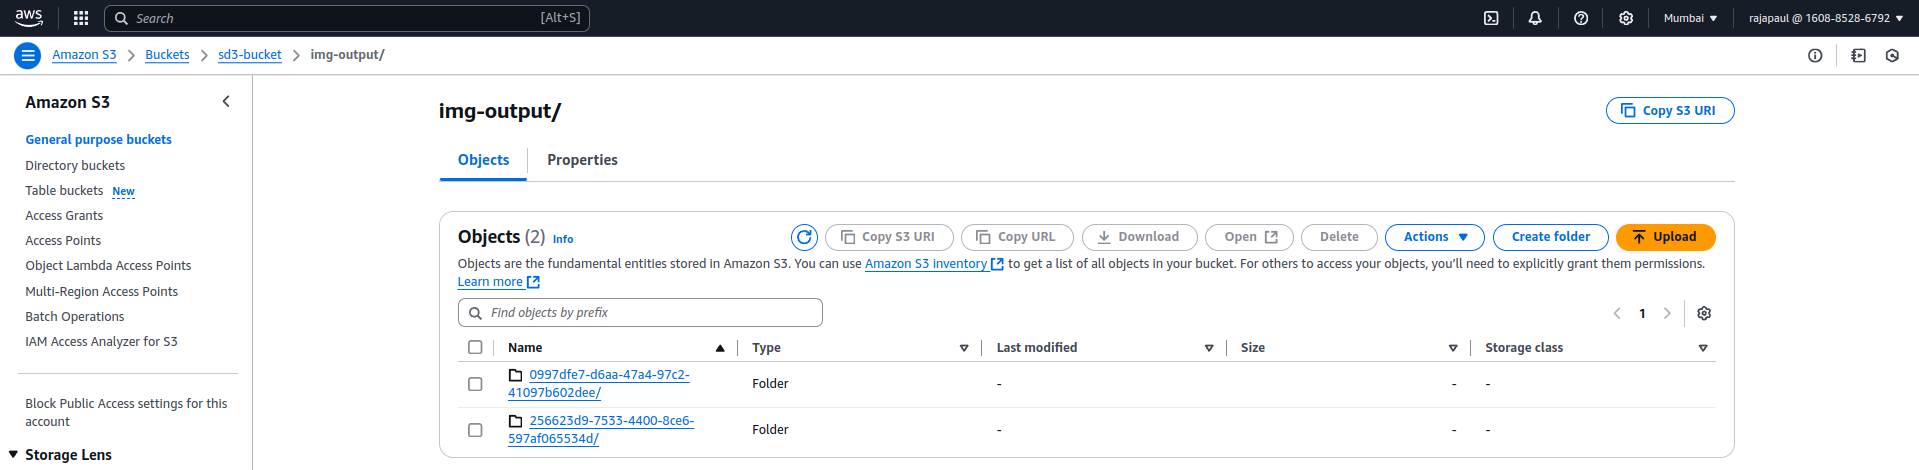 aws
Search [Alt+S]
Mumbai ▼
rajapaul @ 1608-8528-6792 ▼
Amazon S3 > Buckets > sd3-bucket > img-output/
Amazon S3
General purpose buckets
Directory buckets
Table buckets New
Access Grants
Access Points
Object Lambda Access Points
Multi-Region Access Points
Batch Operations
IAM Access Analyzer for S3
Block Public Access settings for this
account
▼ Storage Lens
img-output/
Copy S3 URI
Objects Properties
Objects (2) Info
Copy S3 URI Copy URL Download Open Delete Actions ▼ Create folder Upload
Objects are the fundamental entities stored in Amazon S3. You can use Amazon S3 inventory to get a list of all objects in your bucket. For others to access your objects, you'll need to explicitly grant them permissions.
Learn more
Find objects by prefix
< 1 >
Name Type Last modified Size Storage class
0997dfe7-d6aa-47a4-97c2-
41097b602dee/
Folder - - -
256623d9-7533-4400-8ce6-
597af065534d/
Folder - - -